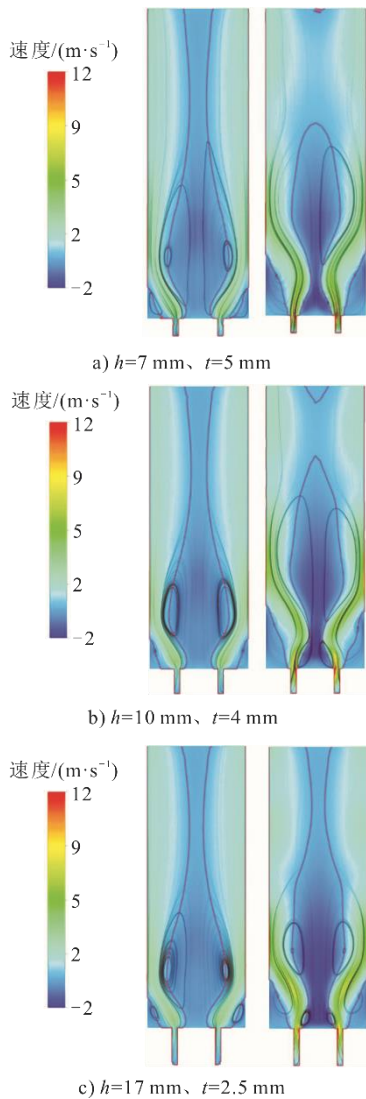 速度/(m·s⁻¹)
12
9
5
2
−2
a) h=7 mm、t=5 mm
速度/(m·s⁻¹)
12
9
5
2
−2
b) h=10 mm、t=4 mm
速度/(m·s⁻¹)
12
9
5
2
−2
c) h=17 mm、t=2.5 mm